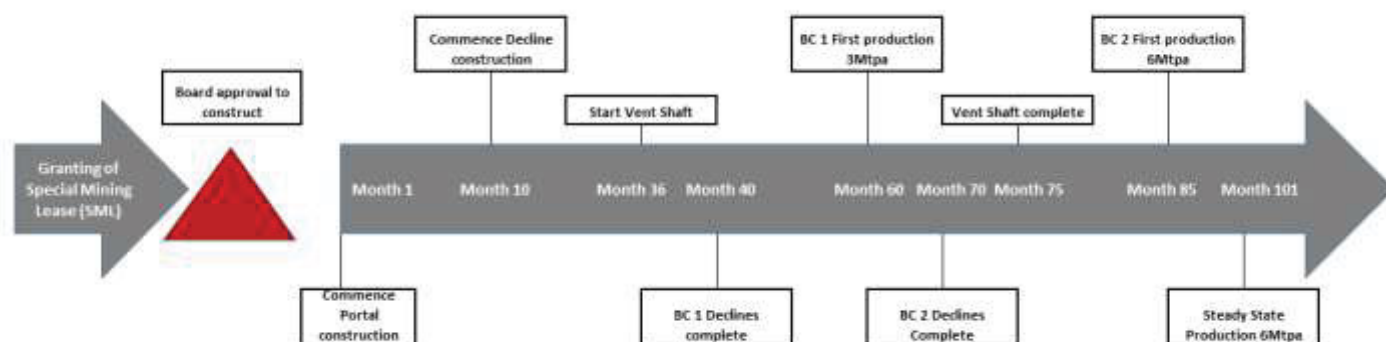 Granting of
Special Mining
Lease (SML)
Board approval to
construct
Commence Decline
construction
Start Vent Shaft
BC 1 First production
3Mtpa
Vent Shaft complete
BC 2 First production
6Mtpa
Month 1
Month 10
Month 36
Month 40
Month 60
Month 70
Month 75
Month 85
Month 101
Commence
Portal
construction
BC 1 Declines
complete
BC 2 Declines
Complete
Steady State
Production 6Mtpa